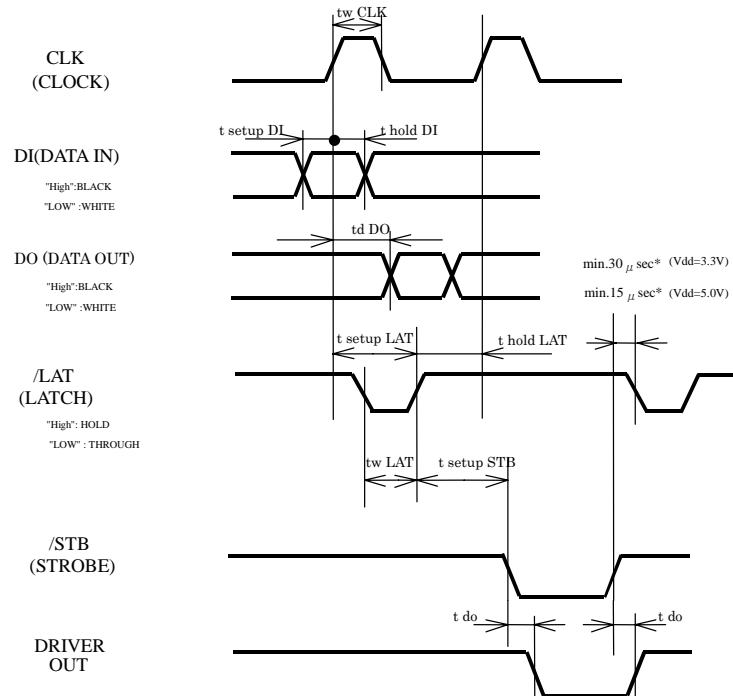 tw CLK
CLK
(CLOCK)
t setup DI
t hold DI
DI(DATA IN)
"High":BLACK
"LOW" :WHITE
td DO
DO (DATA OUT)
"High":BLACK
"LOW" :WHITE
min.30 μ sec* (Vdd=3.3V)
min.15 μ sec* (Vdd=5.0V)
t setup LAT
t hold LAT
/LAT
(LATCH)
"High": HOLD
"LOW" : THROUGH
tw LAT
t setup STB
/STB
(STROBE)
t do
t do
DRIVER
OUT